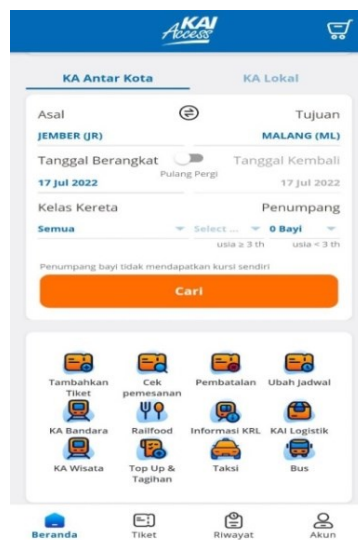 KAI
Access
KA Antar Kota KA Lokal
Asal Tujuan
JEMBER (JR) MALANG (ML)
Tanggal Berangkat Tanggal Kembali
Pulang Pergi
17 Jul 2022 17 Jul 2022
Kelas Kereta Penumpang
Semua Select ... 0 Bayi
usia ≥ 3 th usia < 3 th
Penumpang bayi tidak mendapatkan kursi sendiri
Cari
Tambahkan Tiket Cek pemesanan Pembatalan Ubah Jadwal
KA Bandara Railfood Informasi KRL KAI Logistik
KA Wisata Top Up & Tagihan Taksi Bus
Beranda Tiket Riwayat Akun